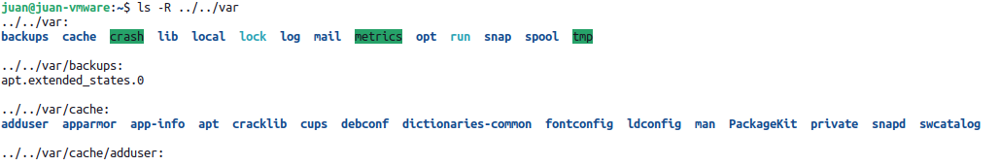 juan@juan-vmware:~$ ls -R ../../var
../../var:
backups  cache  crash  lib  local  lock  log  mail  metrics  opt  run  snap  spool  tmp

../../var/backups:
apt.extended_states.0

../../var/cache:
adduser  apparmor  app-info  apt  cracklib  cups  debconf  dictionaries-common  fontconfig  ldconfig  man  PackageKit  private  snapd  swcatalog

../../var/cache/adduser: